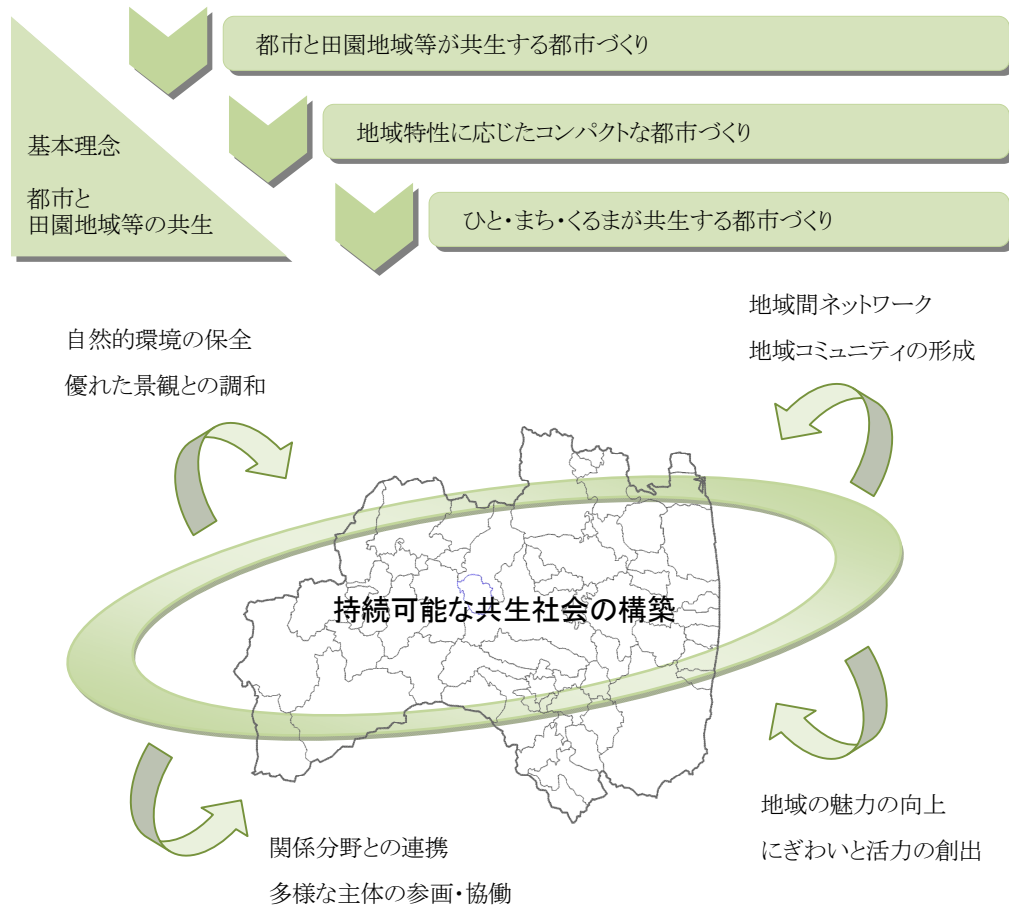 都市と田園地域等が共生する都市づくり
地域特性に応じたコンパクトな都市づくり
ひと・まち・くるまが共生する都市づくり
基本理念
都市と
田園地域等の共生
自然的環境の保全
優れた景観との調和
地域間ネットワーク
地域コミュニティの形成
持続可能な共生社会の構築
関係分野との連携
多様な主体の参画・協働
地域の魅力の向上
にぎわいと活力の創出